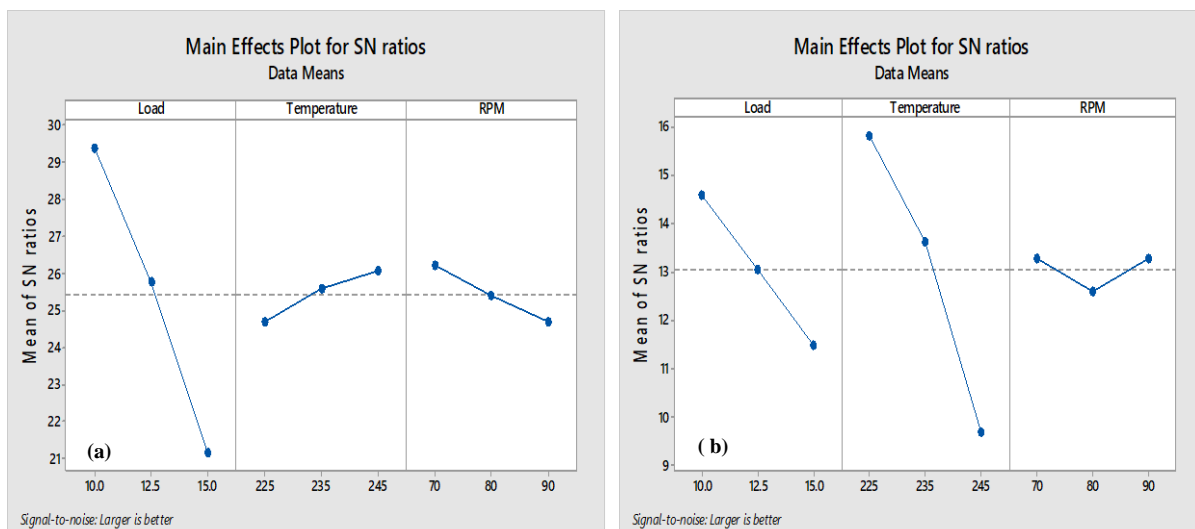 Main Effects Plot for SN ratios
Data Means
Load Temperature RPM
Mean of SN ratios
30
29
28
27
26
25
24
23
22
21
(a)
10.0 12.5 15.0 225 235 245 70 80 90
Signal-to-noise: Larger is better
Main Effects Plot for SN ratios
Data Means
Load Temperature RPM
Mean of SN ratios
16
15
14
13
12
11
10
9
( b)
10.0 12.5 15.0 225 235 245 70 80 90
Signal-to-noise: Larger is better